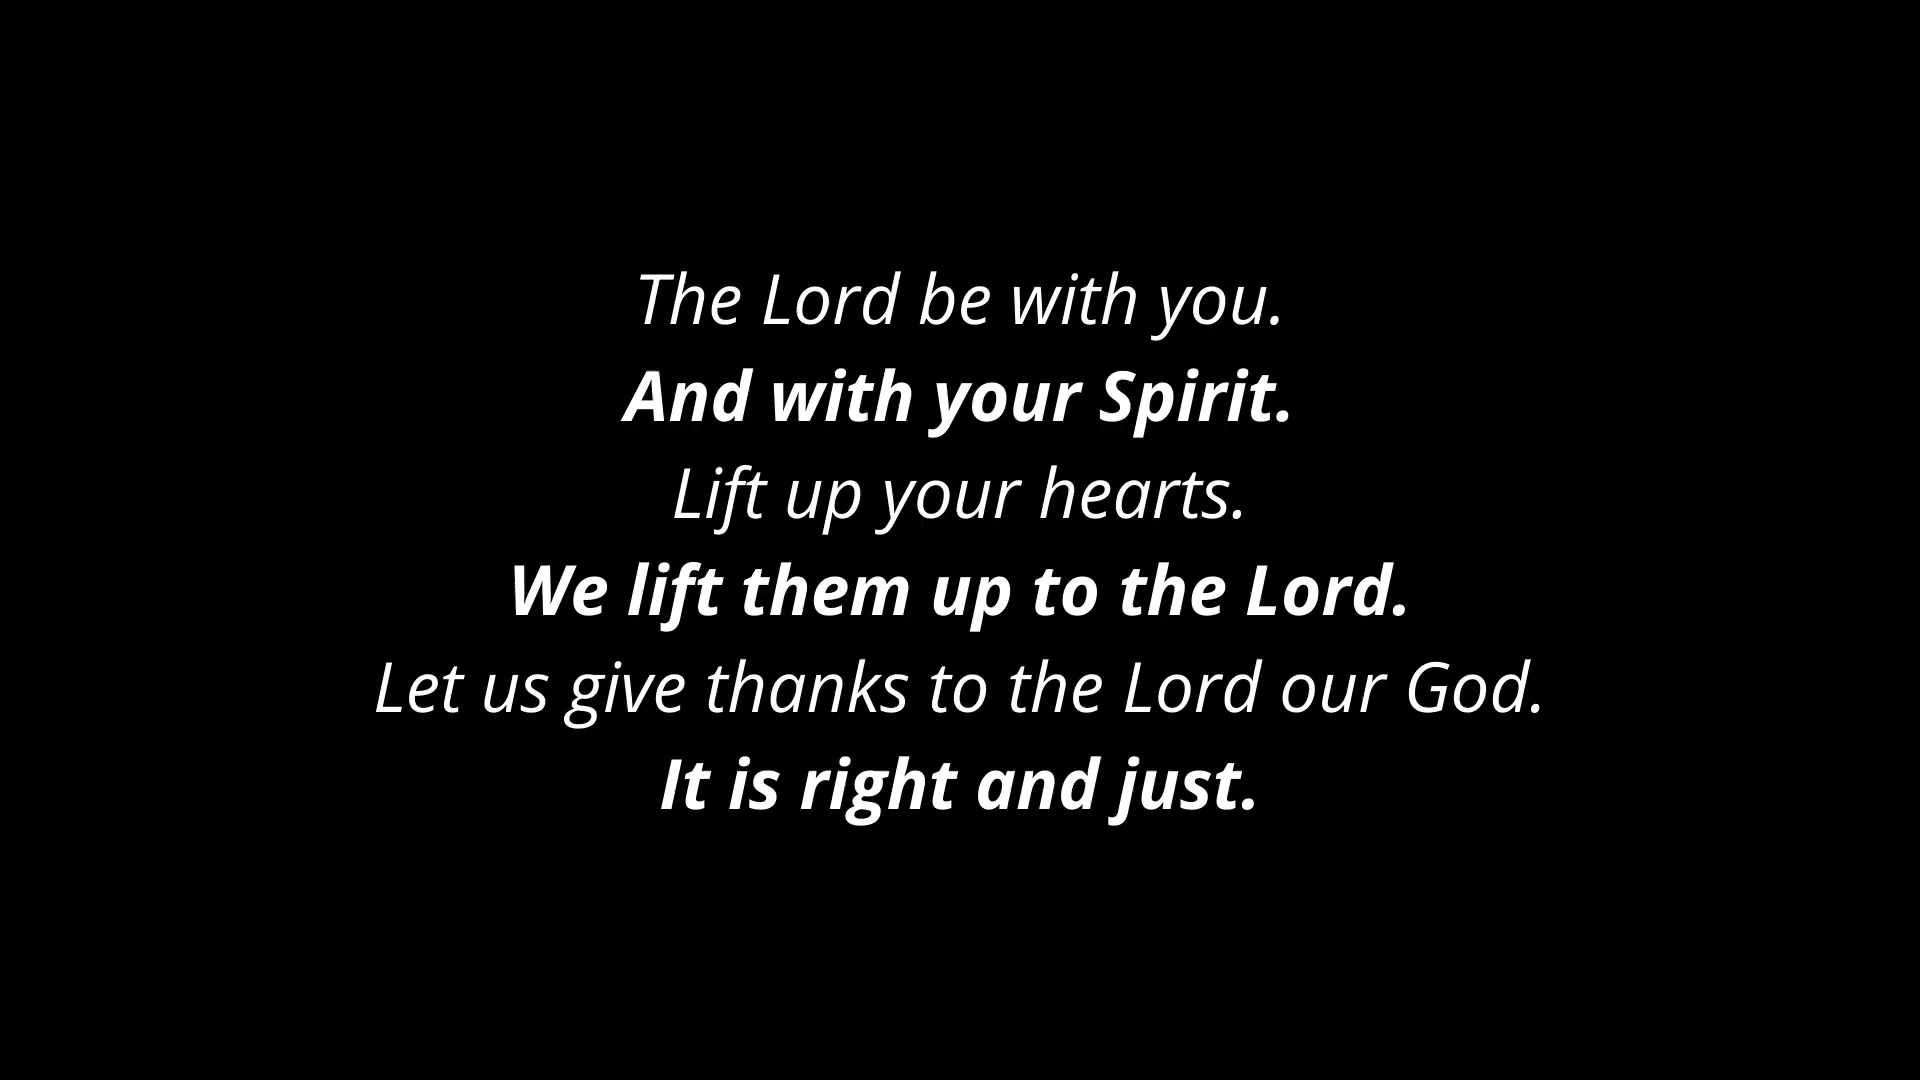 The Lord be with you.
And with your Spirit.
Lift up your hearts.
We lift them up to the Lord.
Let us give thanks to the Lord our God.
It is right and just.